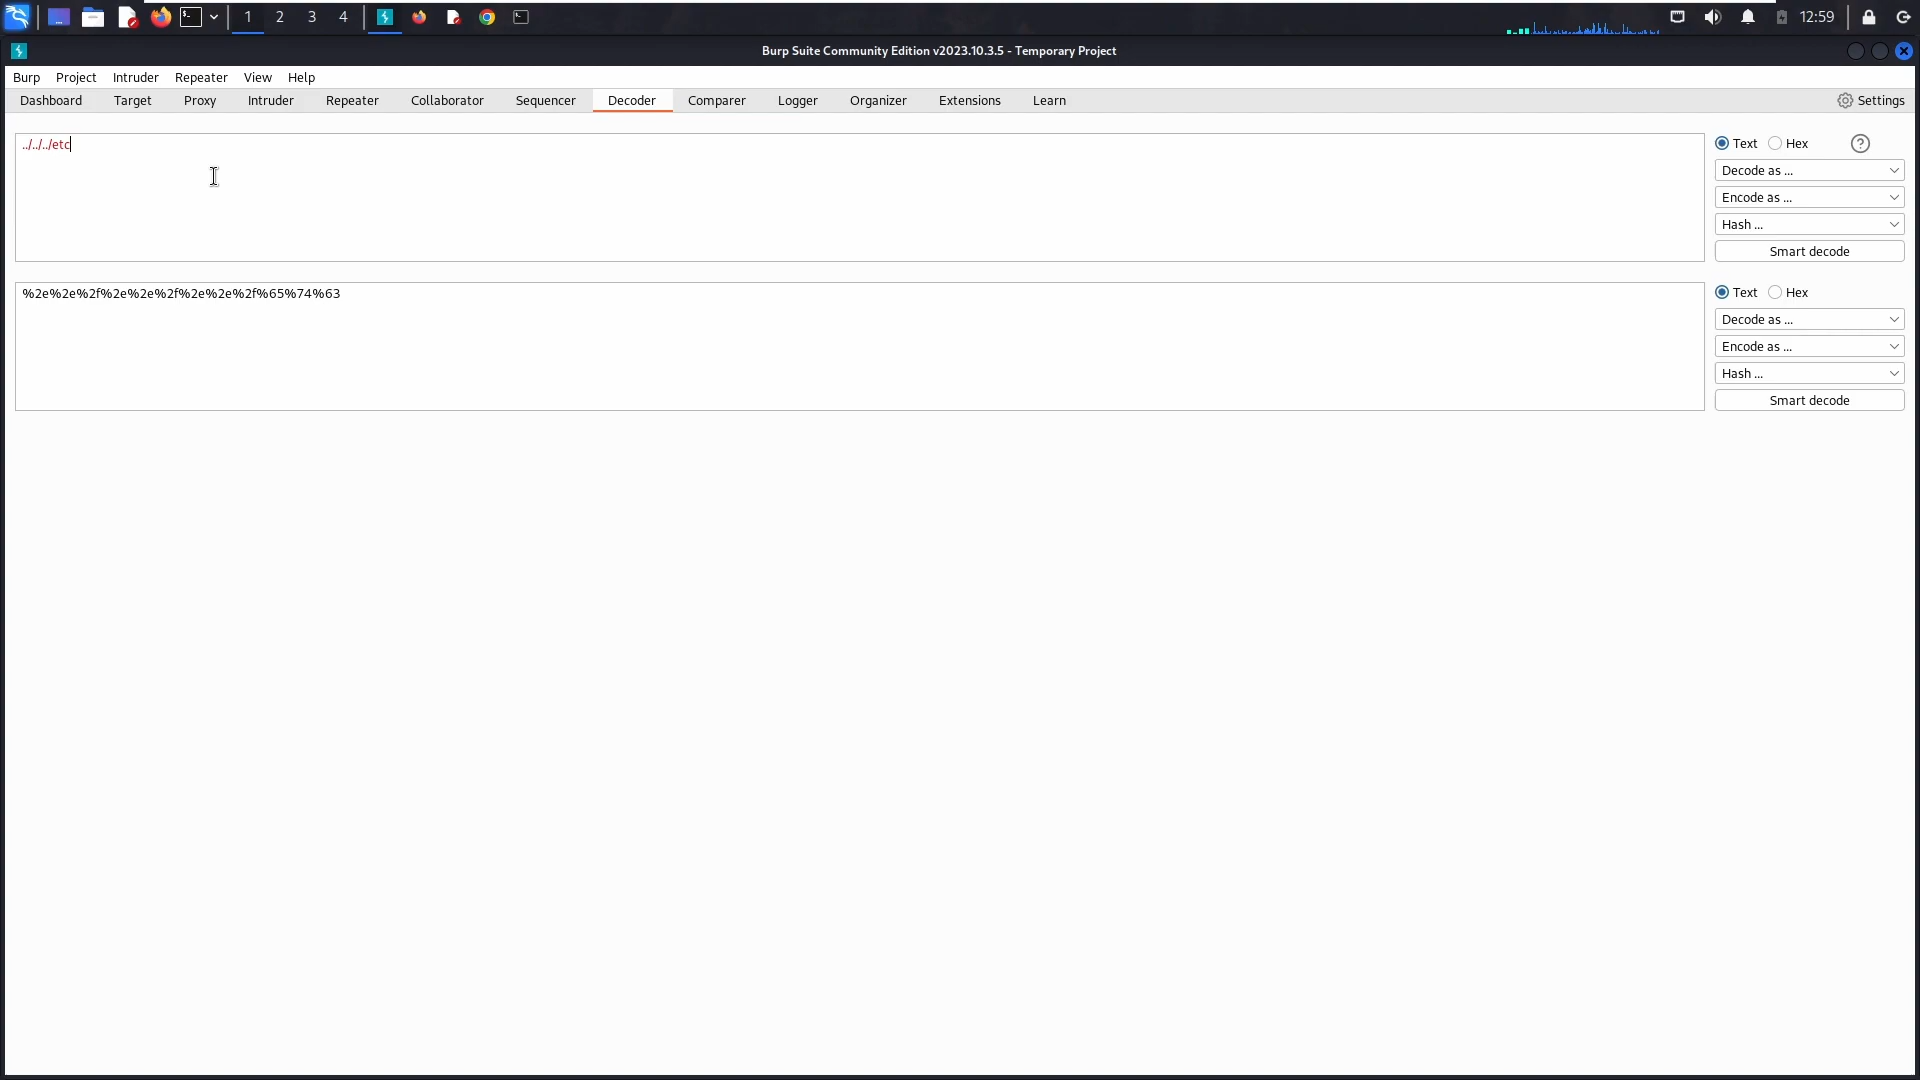 1 2 3 4 12:59
Burp Suite Community Edition v2023.10.3.5 - Temporary Project
Burp Project Intruder Repeater View Help
Dashboard Target Proxy Intruder Repeater Collaborator Sequencer Decoder Comparer Logger Organizer Extensions Learn Settings
../../../etc
Text Hex ?
Decode as ...
Encode as ...
Hash ...
Smart decode
%2e%2e%2f%2e%2e%2f%2e%2e%2f%65%74%63
Text Hex
Decode as ...
Encode as ...
Hash ...
Smart decode